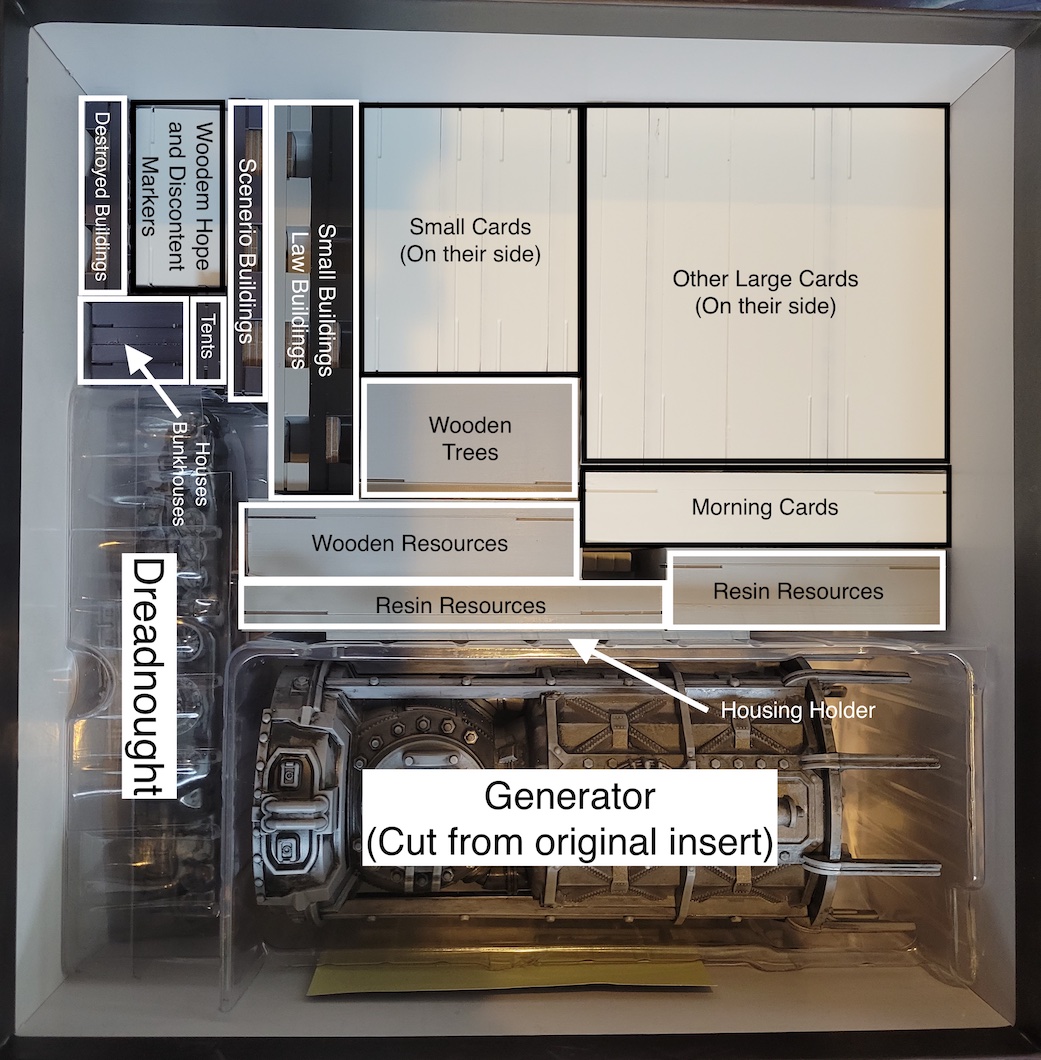 Destroyed Buildings
Woodem Hope
and Discontent
Markers
Scenerio Buildings
Small Buildings
Law Buildings
Small Cards
(On their side)
Other Large Cards
(On their side)
Tents
Houses
Bunkhouses
Wooden
Trees
Morning Cards
Wooden Resources
Resin Resources
Resin Resources
Housing Holder
Dreadnought
Generator
(Cut from original insert)